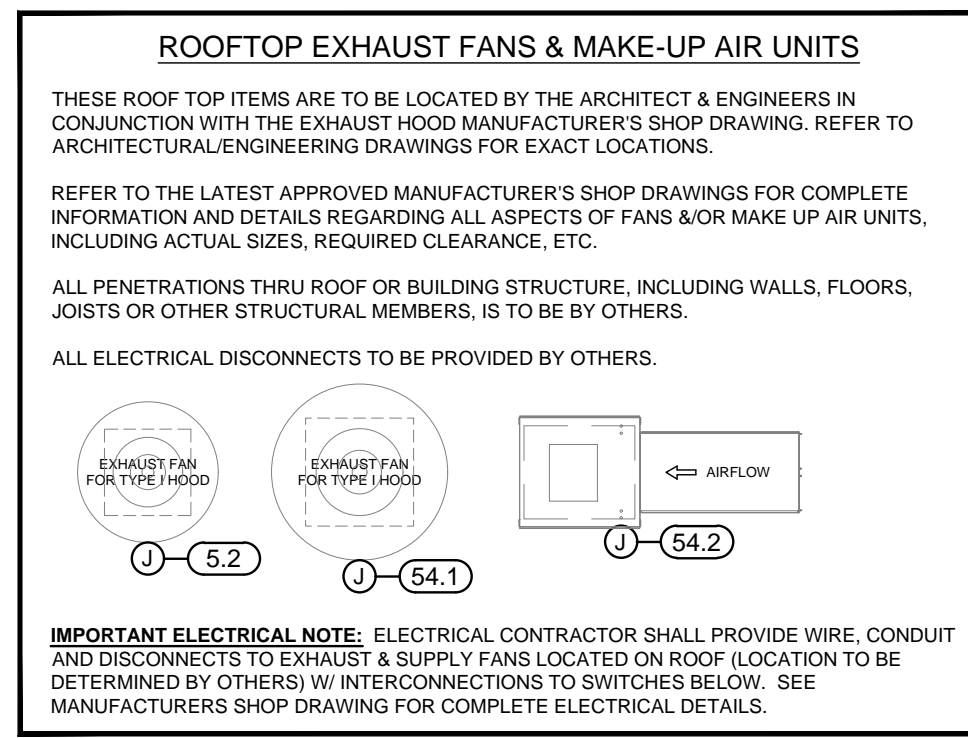 ROOFTOP EXHAUST FANS & MAKE-UP AIR UNITS
THESE ROOF TOP ITEMS ARE TO BE LOCATED BY THE ARCHITECT & ENGINEERS IN
CONJUNCTION WITH THE EXHAUST HOOD MANUFACTURER'S SHOP DRAWING. REFER TO
ARCHITECTURAL/ENGINEERING DRAWINGS FOR EXACT LOCATIONS.
REFER TO THE LATEST APPROVED MANUFACTURER'S SHOP DRAWINGS FOR COMPLETE
INFORMATION AND DETAILS REGARDING ALL ASPECTS OF FANS &/OR MAKE UP AIR UNITS,
INCLUDING ACTUAL SIZES, REQUIRED CLEARANCE, ETC.
ALL PENETRATIONS THRU ROOF OR BUILDING STRUCTURE, INCLUDING WALLS, FLOORS,
JOISTS OR OTHER STRUCTURAL MEMBERS, IS TO BE BY OTHERS.
ALL ELECTRICAL DISCONNECTS TO BE PROVIDED BY OTHERS.
EXHAUST FAN
FOR TYPE I HOOD
J 5.2
EXHAUST FAN
FOR TYPE I HOOD
J 54.1
AIRFLOW
J 54.2
IMPORTANT ELECTRICAL NOTE: ELECTRICAL CONTRACTOR SHALL PROVIDE WIRE, CONDUIT
AND DISCONNECTS TO EXHAUST & SUPPLY FANS LOCATED ON ROOF (LOCATION TO BE
DETERMINED BY OTHERS) W/ INTERCONNECTIONS TO SWITCHES BELOW. SEE
MANUFACTURERS SHOP DRAWING FOR COMPLETE ELECTRICAL DETAILS.